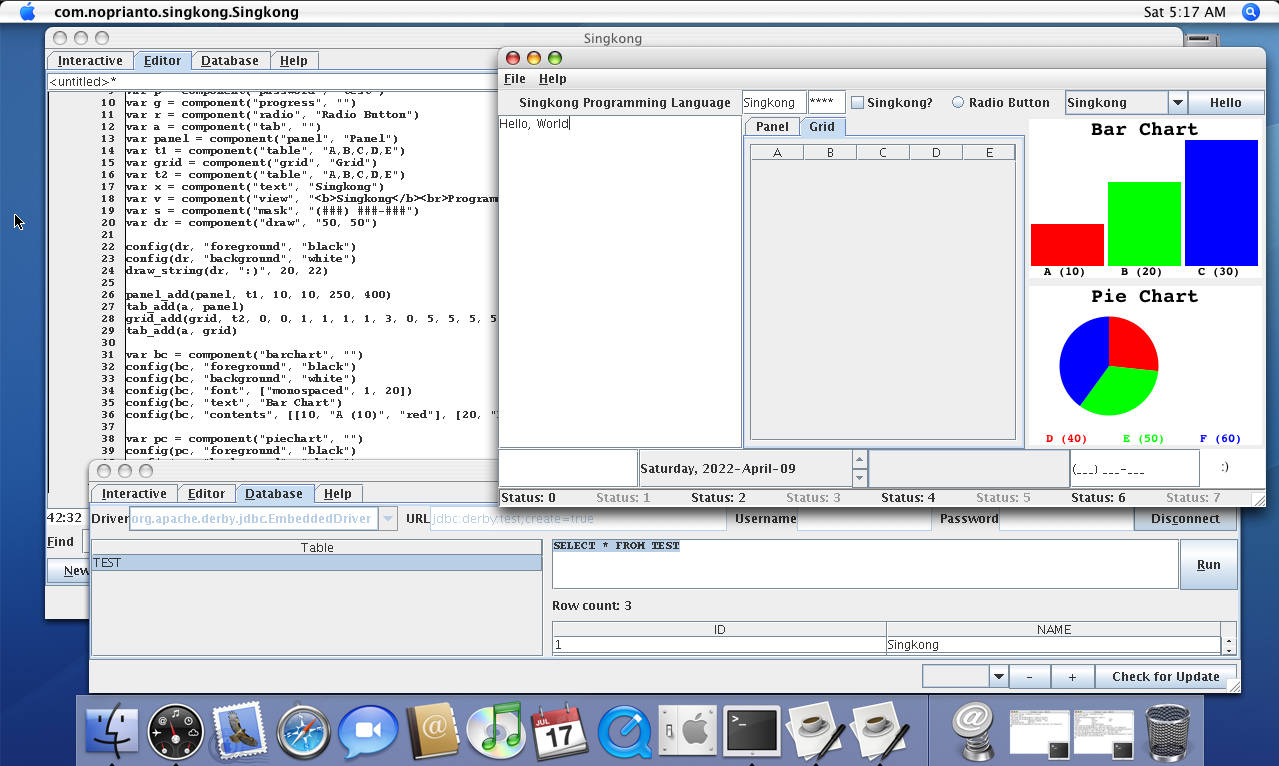 com.noprianto.singkong.Singkong
Sat 5:17 AM
Singkong
Interactive Editor Database Help
<untitled>*
10 var g = component("progress", "")
11 var r = component("radio", "Radio Button")
12 var a = component("tab", "")
13 var panel = component("panel", "Panel")
14 var t1 = component("table", "A,B,C,D,E")
15 var grid = component("grid", "Grid")
16 var t2 = component("table", "A,B,C,D,E")
17 var x = component("text", "Singkong")
18 var v = component("view", "<b>Singkong</b><br>Program
19 var s = component("mask", "(###) ###-###")
20 var dr = component("draw", "50, 50")
21
22 config(dr, "foreground", "black")
23 config(dr, "background", "white")
24 draw_string(dr, ":)", 20, 22)
25
26 panel_add(panel, t1, 10, 10, 250, 400)
27 tab_add(a, panel)
28 grid_add(grid, t2, 0, 0, 1, 1, 1, 1, 3, 0, 5, 5, 5, 5
29 tab_add(a, grid)
30
31 var bc = component("barchart", "")
32 config(bc, "foreground", "black")
33 config(bc, "background", "white")
34 config(bc, "font", ["monospaced", 1, 20])
35 config(bc, "text", "Bar Chart")
36 config(bc, "contents", [[10, "A (10)", "red"], [20, "
37
38 var pc = component("piechart", "")
39 config(pc, "foreground", "black")
42:32
Find
New
File Help
Singkong Programming Language Singkong **** Singkong? Radio Button Singkong Hello
Hello, World
Panel Grid
A B C D E
Bar Chart
A (10) B (20) C (30)
Pie Chart
D (40) E (50) F (60)
Saturday, 2022-April-09
(___) ___-___
:)
Status: 0 Status: 1 Status: 2 Status: 3 Status: 4 Status: 5 Status: 6 Status: 7
Interactive Editor Database Help
Driver org.apache.derby.jdbc.EmbeddedDriver URL jdbc:derby:test;create=true Username Password Disconnect
Table
TEST
SELECT * FROM TEST
Run
Row count: 3
ID NAME
1 Singkong
- + Check for Update
JUL
17